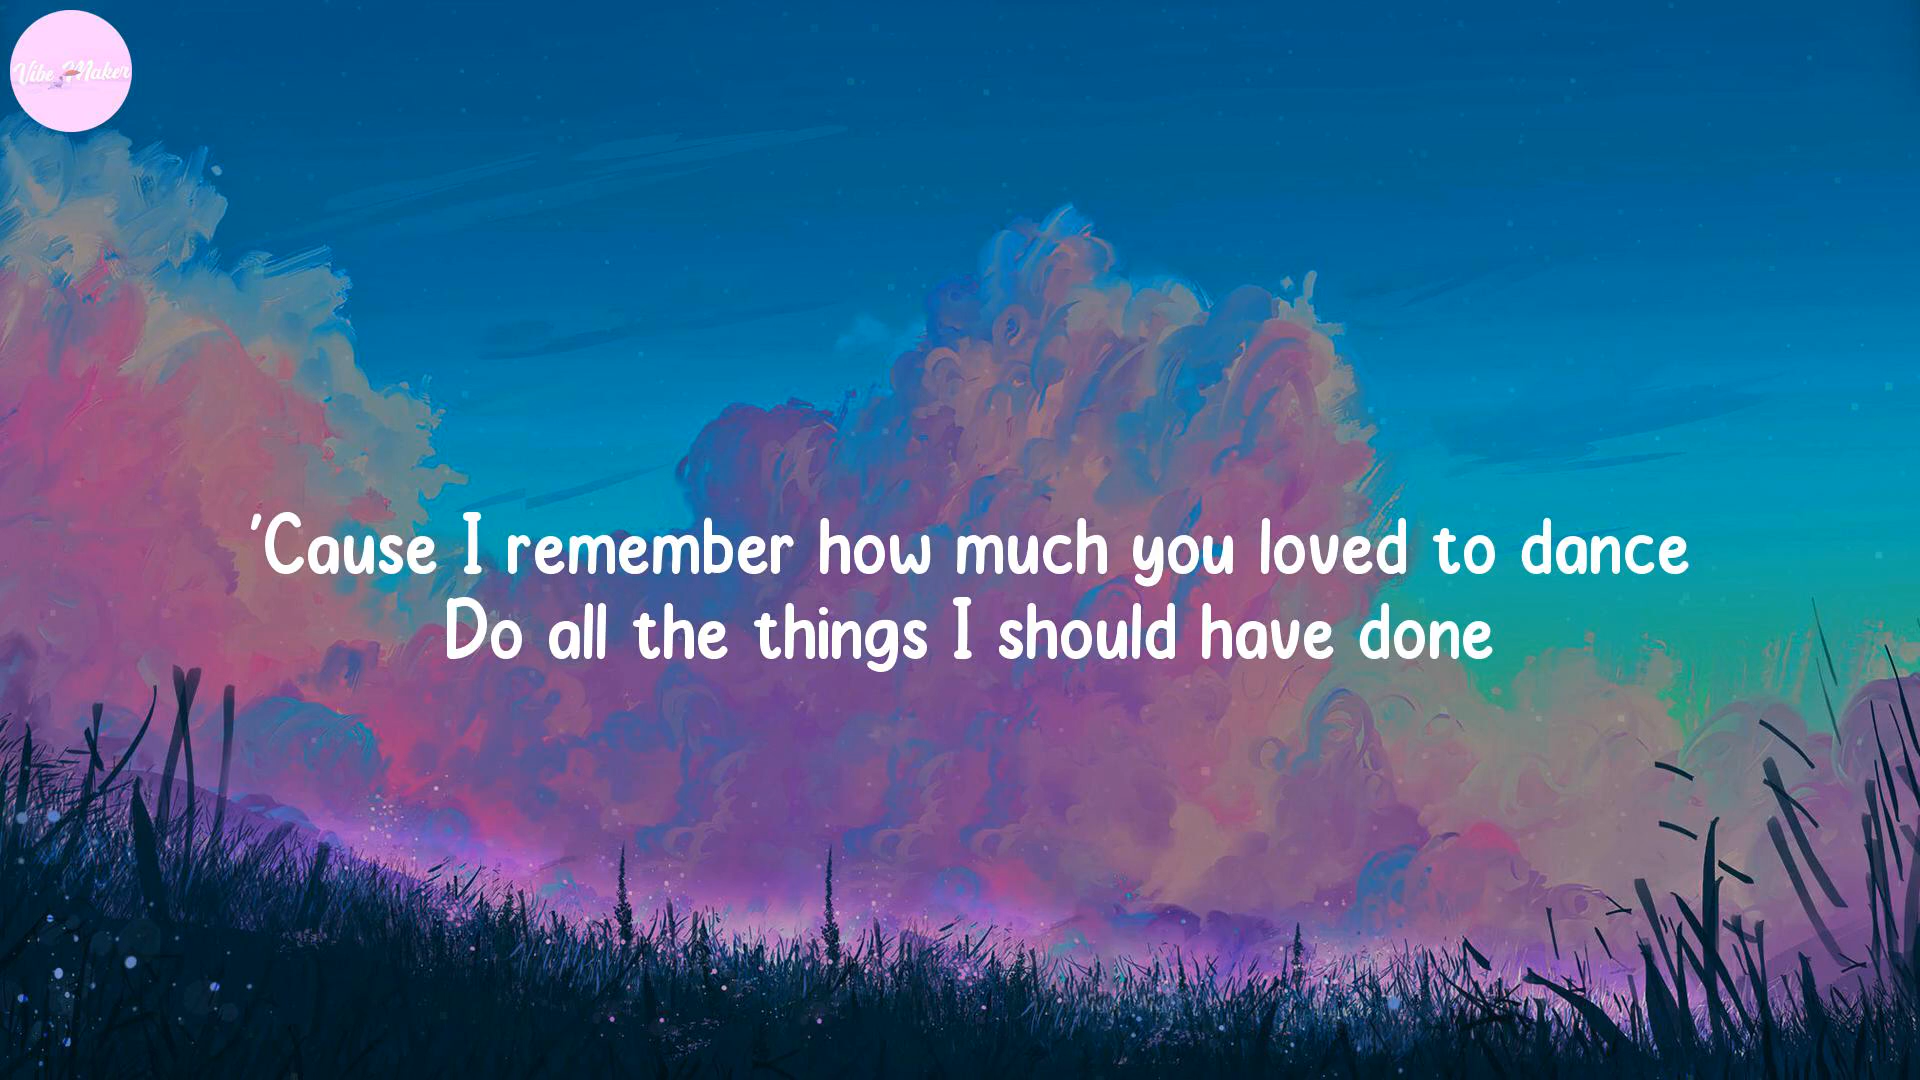 Vibe Maker
'Cause I remember how much you loved to dance
Do all the things I should have done